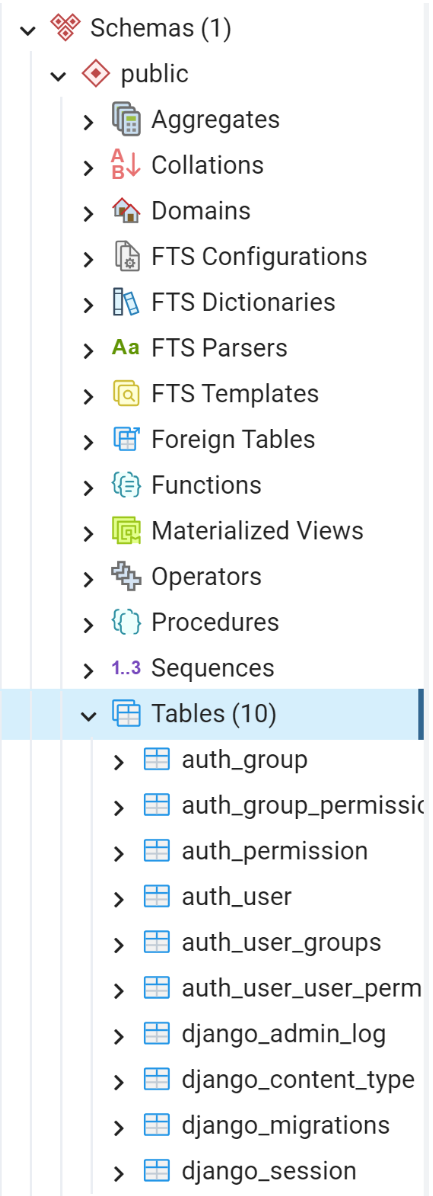 Schemas (1)
public
Aggregates
A
B Collations
Domains
FTS Configurations
FTS Dictionaries
Aa FTS Parsers
FTS Templates
Foreign Tables
Functions
Materialized Views
Operators
Procedures
1..3 Sequences
Tables (10)
auth_group
auth_group_permissic
auth_permission
auth_user
auth_user_groups
auth_user_user_perm
django_admin_log
django_content_type
django_migrations
django_session